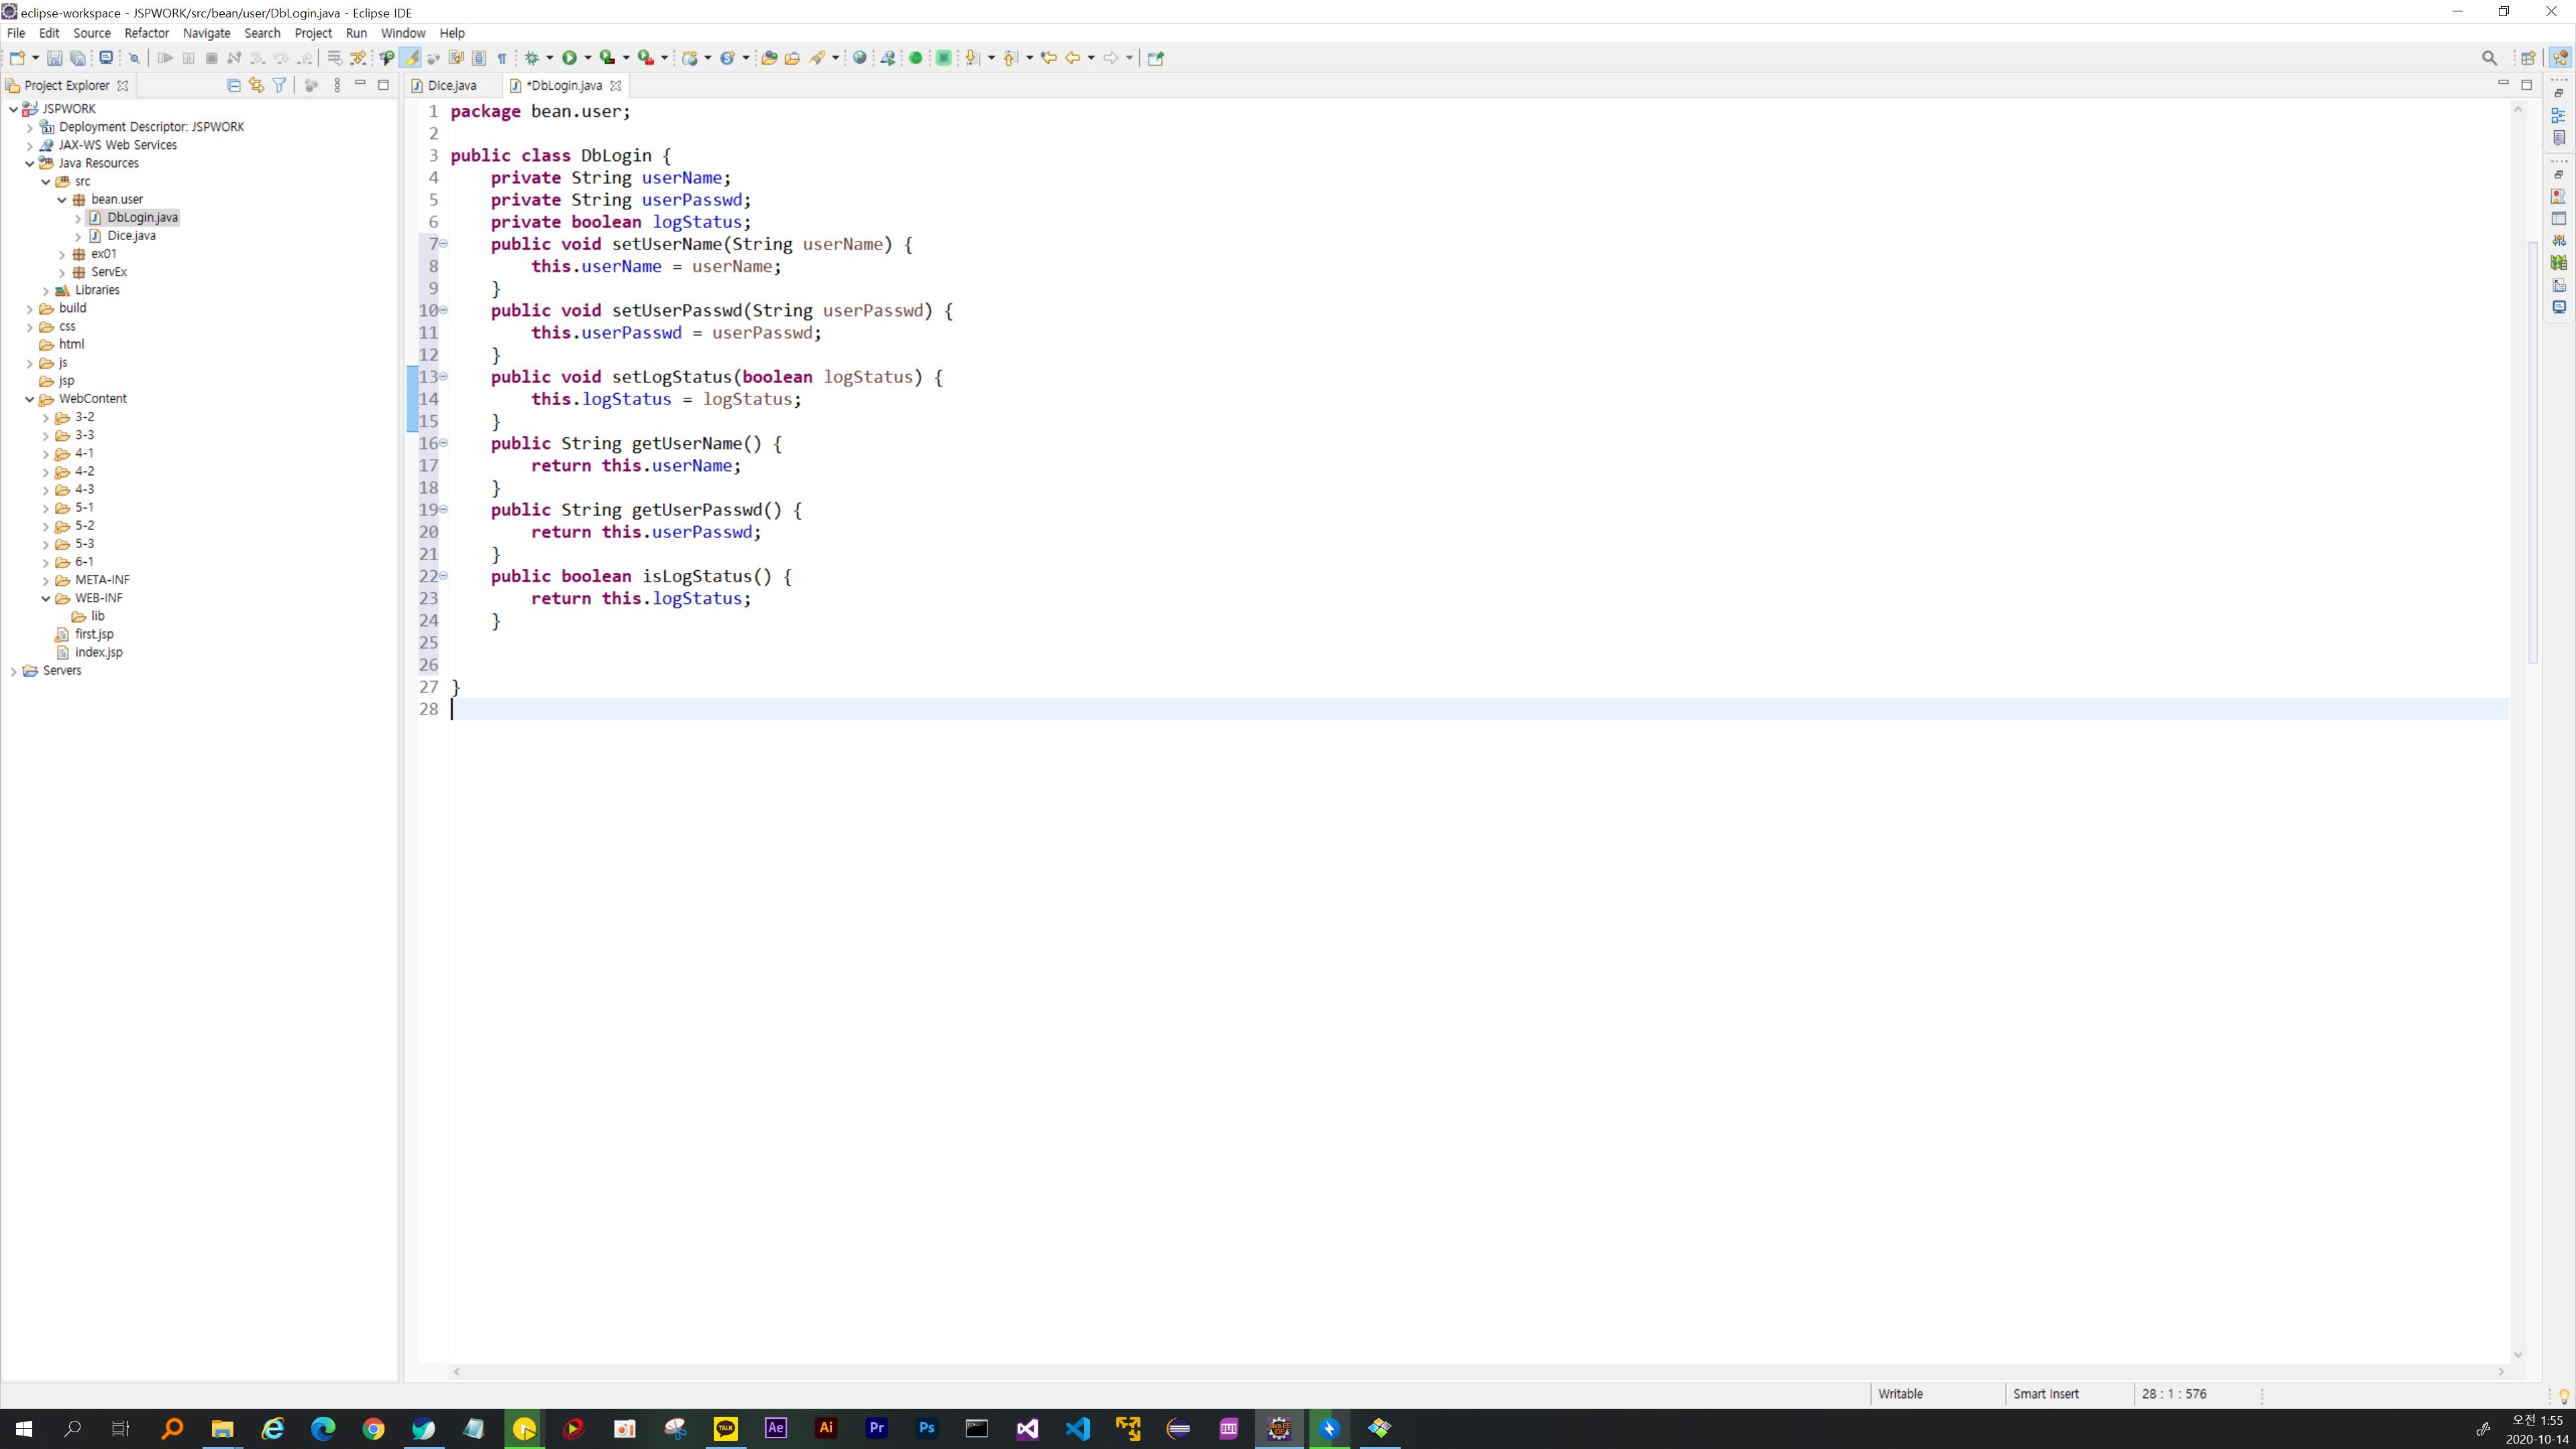 eclipse-workspace - JSPWORK/src/bean/user/DbLogin.java - Eclipse IDE
File Edit Source Refactor Navigate Search Project Run Window Help
Project Explorer
JSPWORK
Deployment Descriptor: JSPWORK
JAX-WS Web Services
Java Resources
src
bean.user
DbLogin.java
Dice.java
ex01
ServEx
Libraries
build
css
html
js
jsp
WebContent
3-2
3-3
4-1
4-2
4-3
5-1
5-2
5-3
6-1
META-INF
WEB-INF
lib
first.jsp
index.jsp
Servers
Dice.java *DbLogin.java
1 package bean.user;
2
3 public class DbLogin {
4 private String userName;
5 private String userPasswd;
6 private boolean logStatus;
7 public void setUserName(String userName) {
8 this.userName = userName;
9 }
10 public void setUserPasswd(String userPasswd) {
11 this.userPasswd = userPasswd;
12 }
13 public void setLogStatus(boolean logStatus) {
14 this.logStatus = logStatus;
15 }
16 public String getUserName() {
17 return this.userName;
18 }
19 public String getUserPasswd() {
20 return this.userPasswd;
21 }
22 public boolean isLogStatus() {
23 return this.logStatus;
24 }
25
26
27 }
28
Writable Smart Insert 28 : 1 : 576
TALK Ae Ai Pr Ps
오전 1:55
2020-10-14